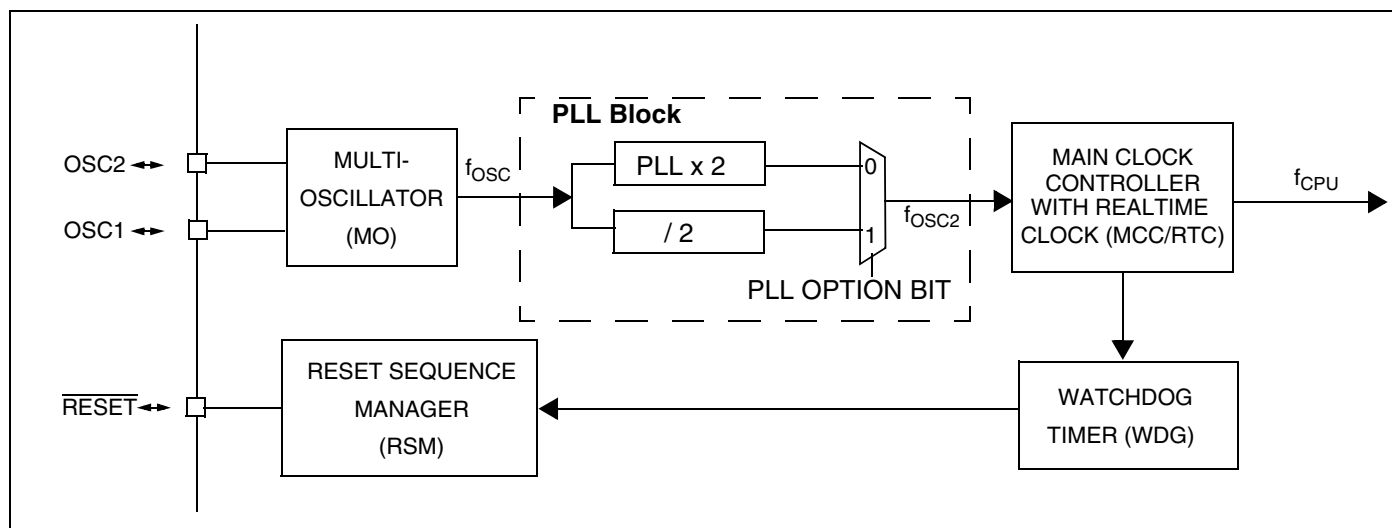 PLL Block
OSC2
MULTI-
OSCILLATOR
(MO)
OSC1
fOSC
PLL x 2
/ 2
0
1
fOSC2
PLL OPTION BIT
MAIN CLOCK
CONTROLLER
WITH REALTIME
CLOCK (MCC/RTC)
fCPU
RESET
RESET SEQUENCE
MANAGER
(RSM)
WATCHDOG
TIMER (WDG)